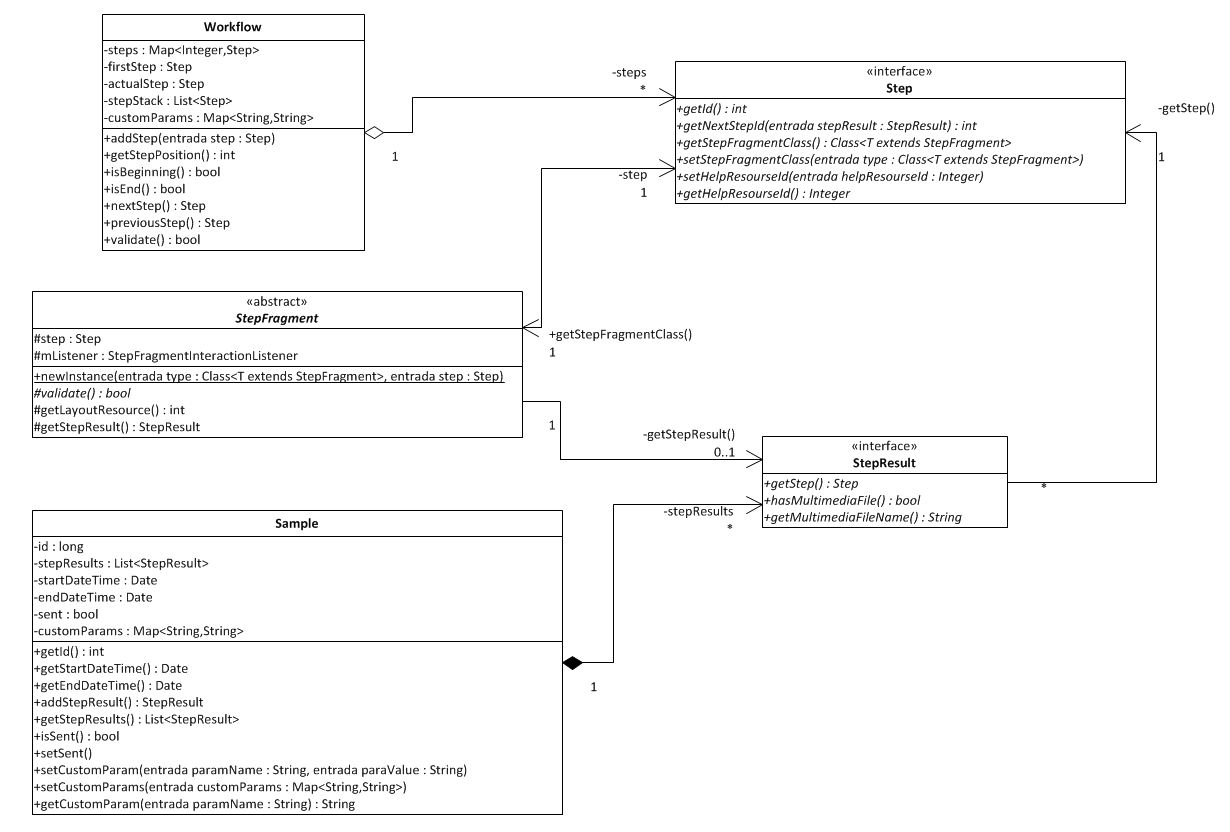 Workflow
-steps : Map<Integer,Step>
-firstStep : Step
-actualStep : Step
-stepStack : List<Step>
-customParams : Map<String,String>
+addStep(entrada step : Step)
+getStepPosition() : int
+isBeginning() : bool
+isEnd() : bool
+nextStep() : Step
+previousStep() : Step
+validate() : bool
1
-steps
*
«interface»
Step
+getId() : int
+getNextStepId(entrada stepResult : StepResult) : int
+getStepFragmentClass() : Class<T extends StepFragment>
+setStepFragmentClass(entrada type : Class<T extends StepFragment>)
+setHelpResourseId(entrada helpResourseId : Integer)
+getHelpResourseId() : Integer
-getStep()
1
-step
1
«abstract»
StepFragment
#step : Step
#mListener : StepFragmentInteractionListener
+newInstance(entrada type : Class<T extends StepFragment>, entrada step : Step)
#validate() : bool
#getLayoutResource() : int
#getStepResult() : StepResult
+getStepFragmentClass()
1
1
-getStepResult()
0..1
«interface»
StepResult
+getStep() : Step
+hasMultimediaFile() : bool
+getMultimediaFileName() : String
*
-stepResults
*
Sample
-id : long
-stepResults : List<StepResult>
-startDateTime : Date
-endDateTime : Date
-sent : bool
-customParams : Map<String,String>
+getId() : int
+getStartDateTime() : Date
+getEndDateTime() : Date
+addStepResult() : StepResult
+getStepResults() : List<StepResult>
+isSent() : bool
+setSent()
+setCustomParam(entrada paramName : String, entrada paraValue : String)
+setCustomParams(entrada customParams : Map<String,String>)
+getCustomParam(entrada paramName : String) : String
1